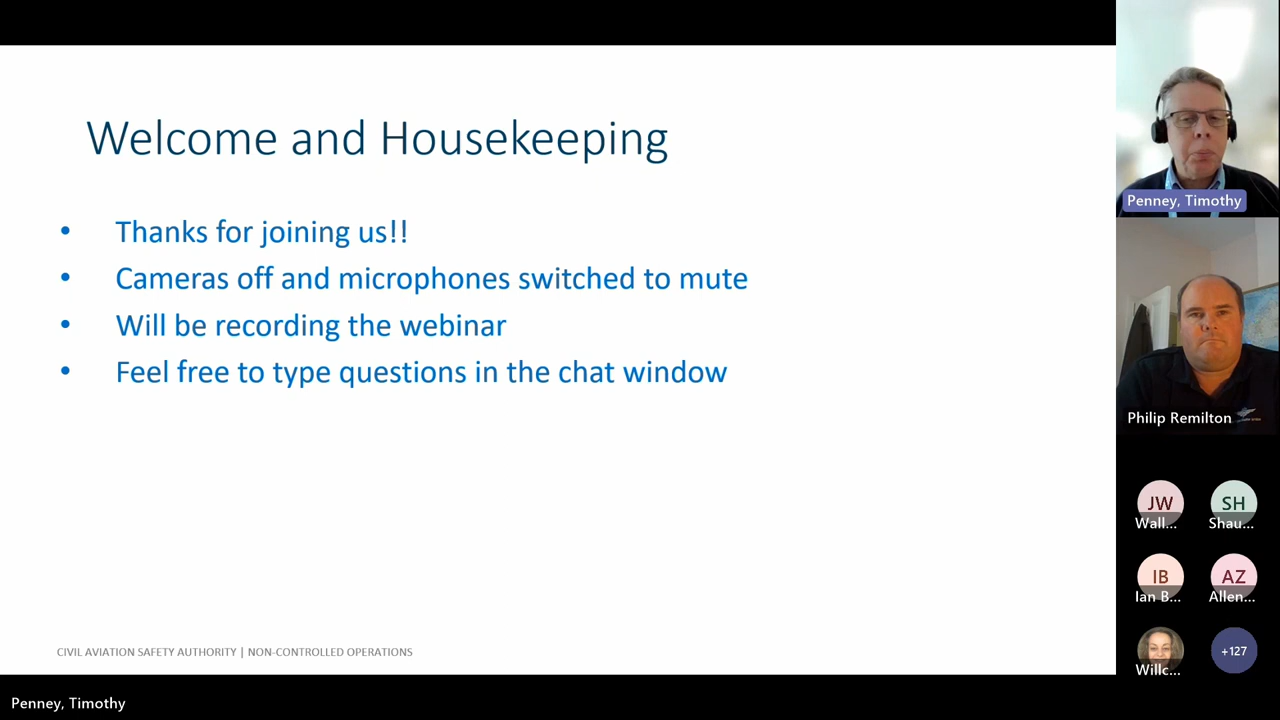 Welcome and Housekeeping
• Thanks for joining us!!
• Cameras off and microphones switched to mute
• Will be recording the webinar
• Feel free to type questions in the chat window
CIVIL AVIATION SAFETY AUTHORITY | NON-CONTROLLED OPERATIONS
Penney, Timothy
Penney, Timothy
Philip Remilton
JW
Wall...
SH
Shau...
IB
Ian B...
AZ
Allen...
Willc...
+127